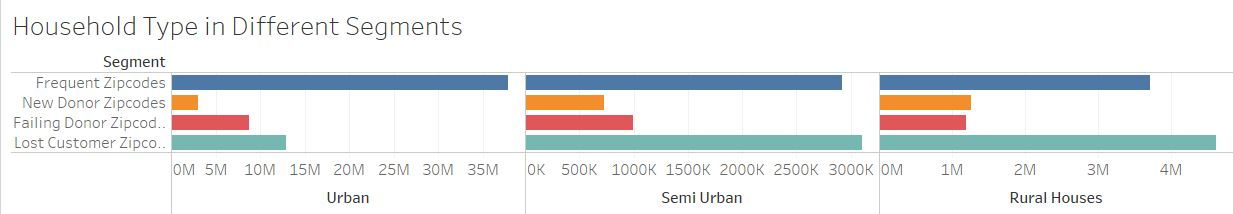 Household Type in Different Segments
Segment
Frequent Zipcodes
New Donor Zipcodes
Failing Donor Zipcod..
Lost Customer Zipco..
0M 5M 10M 15M 20M 25M 30M 35M 0K 500K 1000K 1500K 2000K 2500K 3000K 0M 1M 2M 3M 4M
Urban Semi Urban Rural Houses